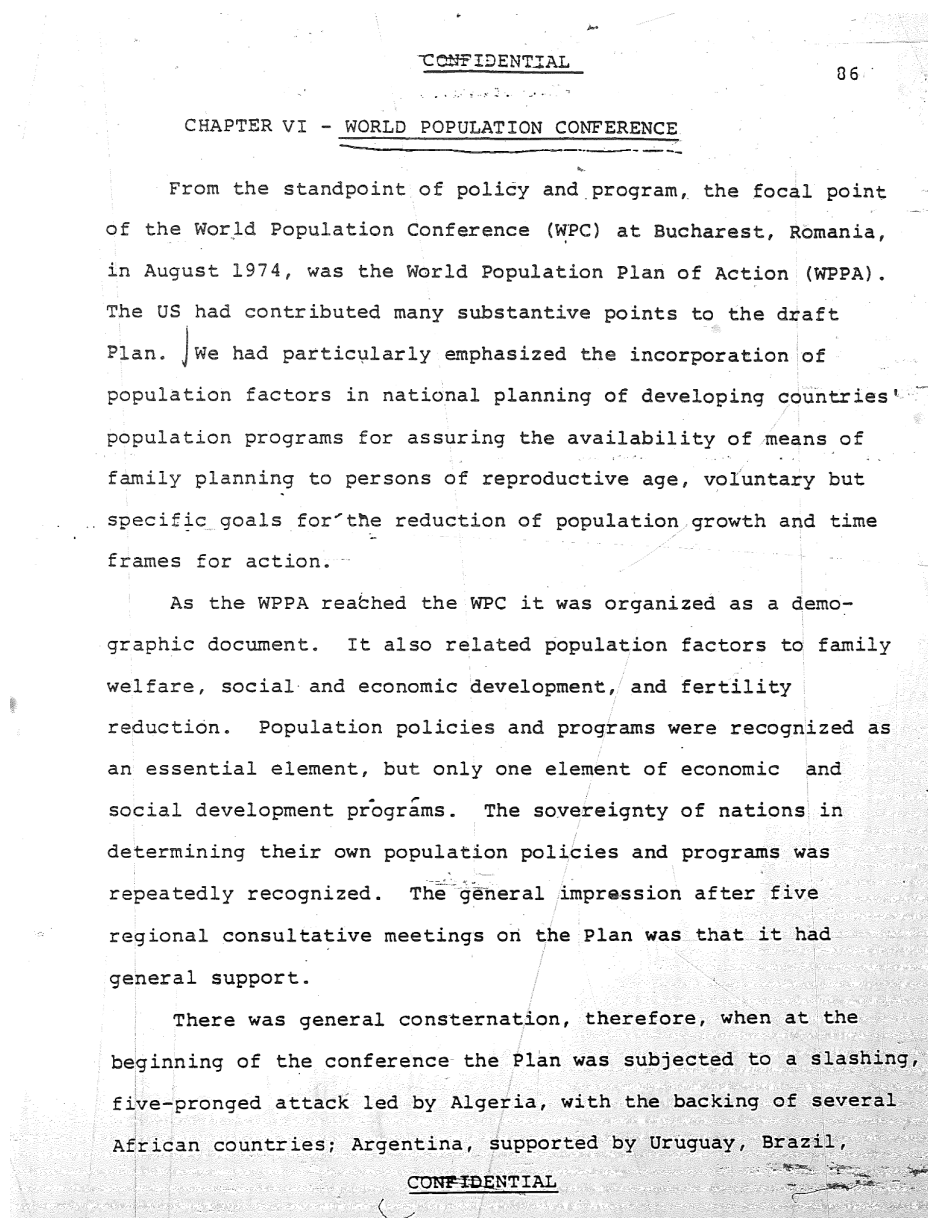 CONFIDENTIAL
86
CHAPTER VI - WORLD POPULATION CONFERENCE
From the standpoint of policy and program, the focal point
of the World Population Conference (WPC) at Bucharest, Romania,
in August 1974, was the World Population Plan of Action (WPPA).
The US had contributed many substantive points to the draft
Plan. We had particularly emphasized the incorporation of
population factors in national planning of developing countries'
population programs for assuring the availability of means of
family planning to persons of reproductive age, voluntary but
specific goals for the reduction of population growth and time
frames for action.
As the WPPA reached the WPC it was organized as a demo-
graphic document. It also related population factors to family
welfare, social and economic development, and fertility
reduction. Population policies and programs were recognized as
an essential element, but only one element of economic and
social development programs. The sovereignty of nations in
determining their own population policies and programs was
repeatedly recognized. The general impression after five
regional consultative meetings on the Plan was that it had
general support.
There was general consternation, therefore, when at the
beginning of the conference the Plan was subjected to a slashing,
five-pronged attack led by Algeria, with the backing of several
African countries; Argentina, supported by Uruguay, Brazil,
CONFIDENTIAL